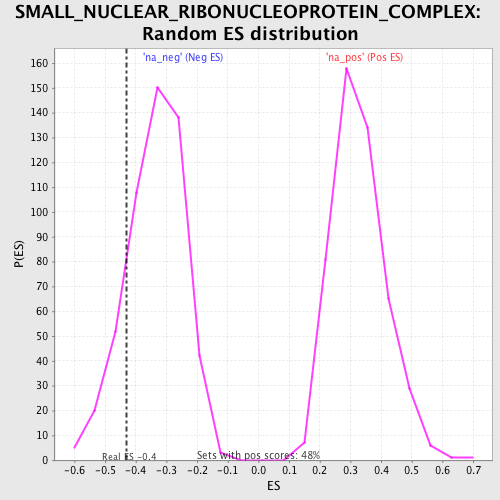 SMALL_NUCLEAR_RIBONUCLEOPROTEIN_COMPLEX:
Random ES distribution
'na_neg' (Neg ES)
'na_pos' (Pos ES)
160
150
140
130
120
110
100
90
80
70
60
50
40
30
20
10
0
P(ES)
Real ES -0.4
Sets with pos scores: 48%
-0.6 -0.5 -0.4 -0.3 -0.2 -0.1 0.0 0.1 0.2 0.3 0.4 0.5 0.6 0.7
ES